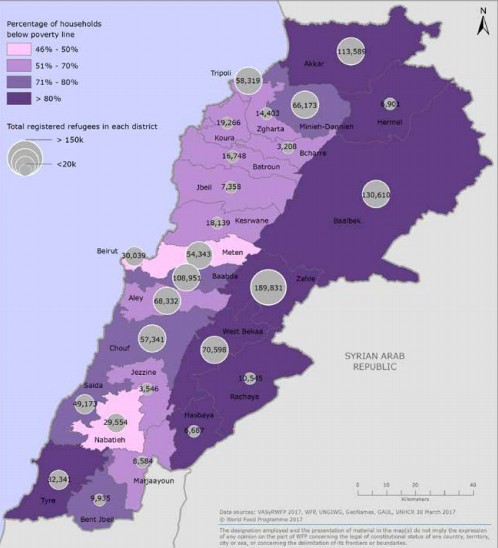 Percentage of households
below poverty line
46% - 50%
51% - 70%
71% - 80%
> 80%
Total registered refugees in each district
> 150k
<20k
N
113,589
Akkar
Tripoli
58,319
66,173
6,901
Hermel
14,403
19,266
Zgharta
Minieh-Dannien
Koura
3,208
Bcharre
16,748
Batroun
7,358
Jbeil
130,610
Baalbek
18,139
Kesrwane
Beirut
30,039
54,343
Meten
108,951
Baabda
Zahle
189,831
Aley
68,332
57,341
Chouf
West Bekaa
70,598
SYRIAN ARAB
REPUBLIC
Jezzine
3,546
10,545
Rachaya
Saida
49,173
29,554
Nabatieh
Hasbaya
6,667
8,584
Marjaayoun
32,341
Tyre
9,935
Bent Jbeil
0 10 20 40
Kilometers
Data sources: VASyRWFP 2017, WFP, UNGIWG, GeoNames, GAUL, UNHCR 30 March 2017
© World Food Programme 2017
The designation employed and the presentation of material in the map(s) do not imply the expression
of any opinion on the part of WFP concerning the legal or constitutional status of any country, territory,
city or sea, or concerning the delimitation of its frontiers or boundaries.